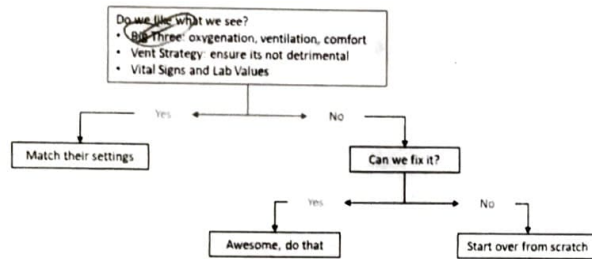 Do we like what we see?
• Big Three: oxygenation, ventilation, comfort
• Vent Strategy: ensure its not detrimental
• Vital Signs and Lab Values
Yes
No
Match their settings
Can we fix it?
Yes
No
Awesome, do that
Start over from scratch